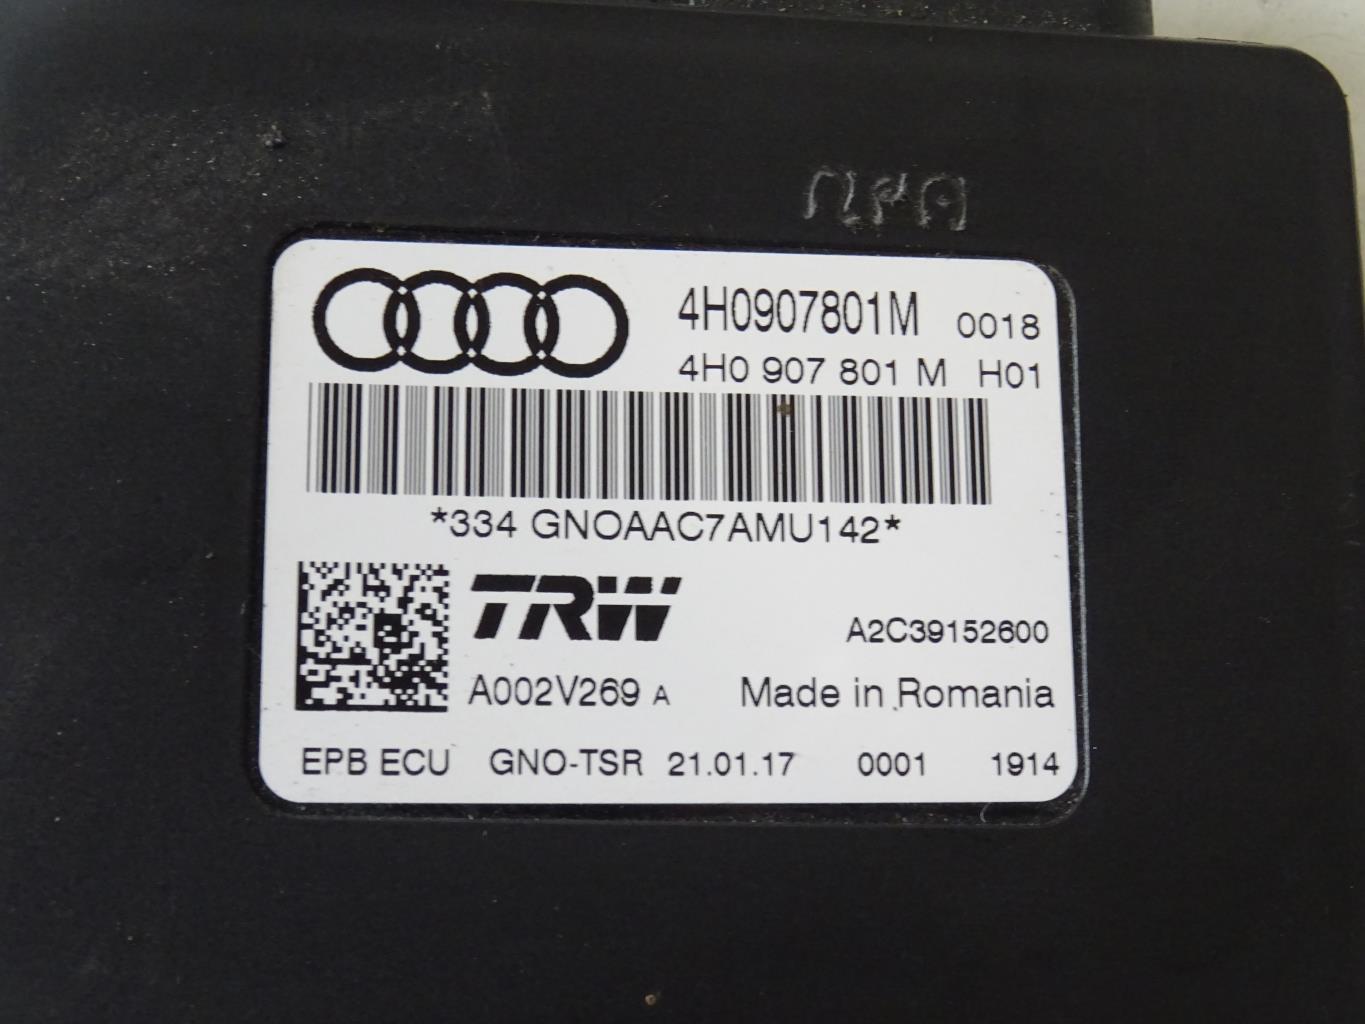 4H0907801M 0018
4H0 907 801 M H01
*334 GNOAAC7AMU142*
TRW
A2C39152600
A002V269 A Made in Romania
EPB ECU GNO-TSR 21.01.17 0001 1914